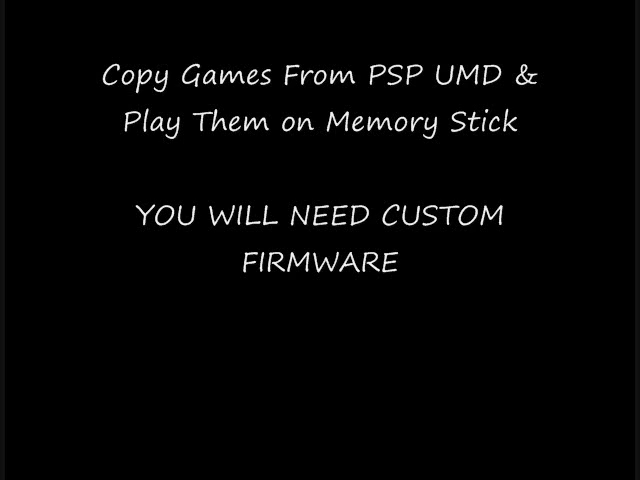 Copy Games From PSP UMD &
Play Them on Memory Stick
YOU WILL NEED CUSTOM
FIRMWARE